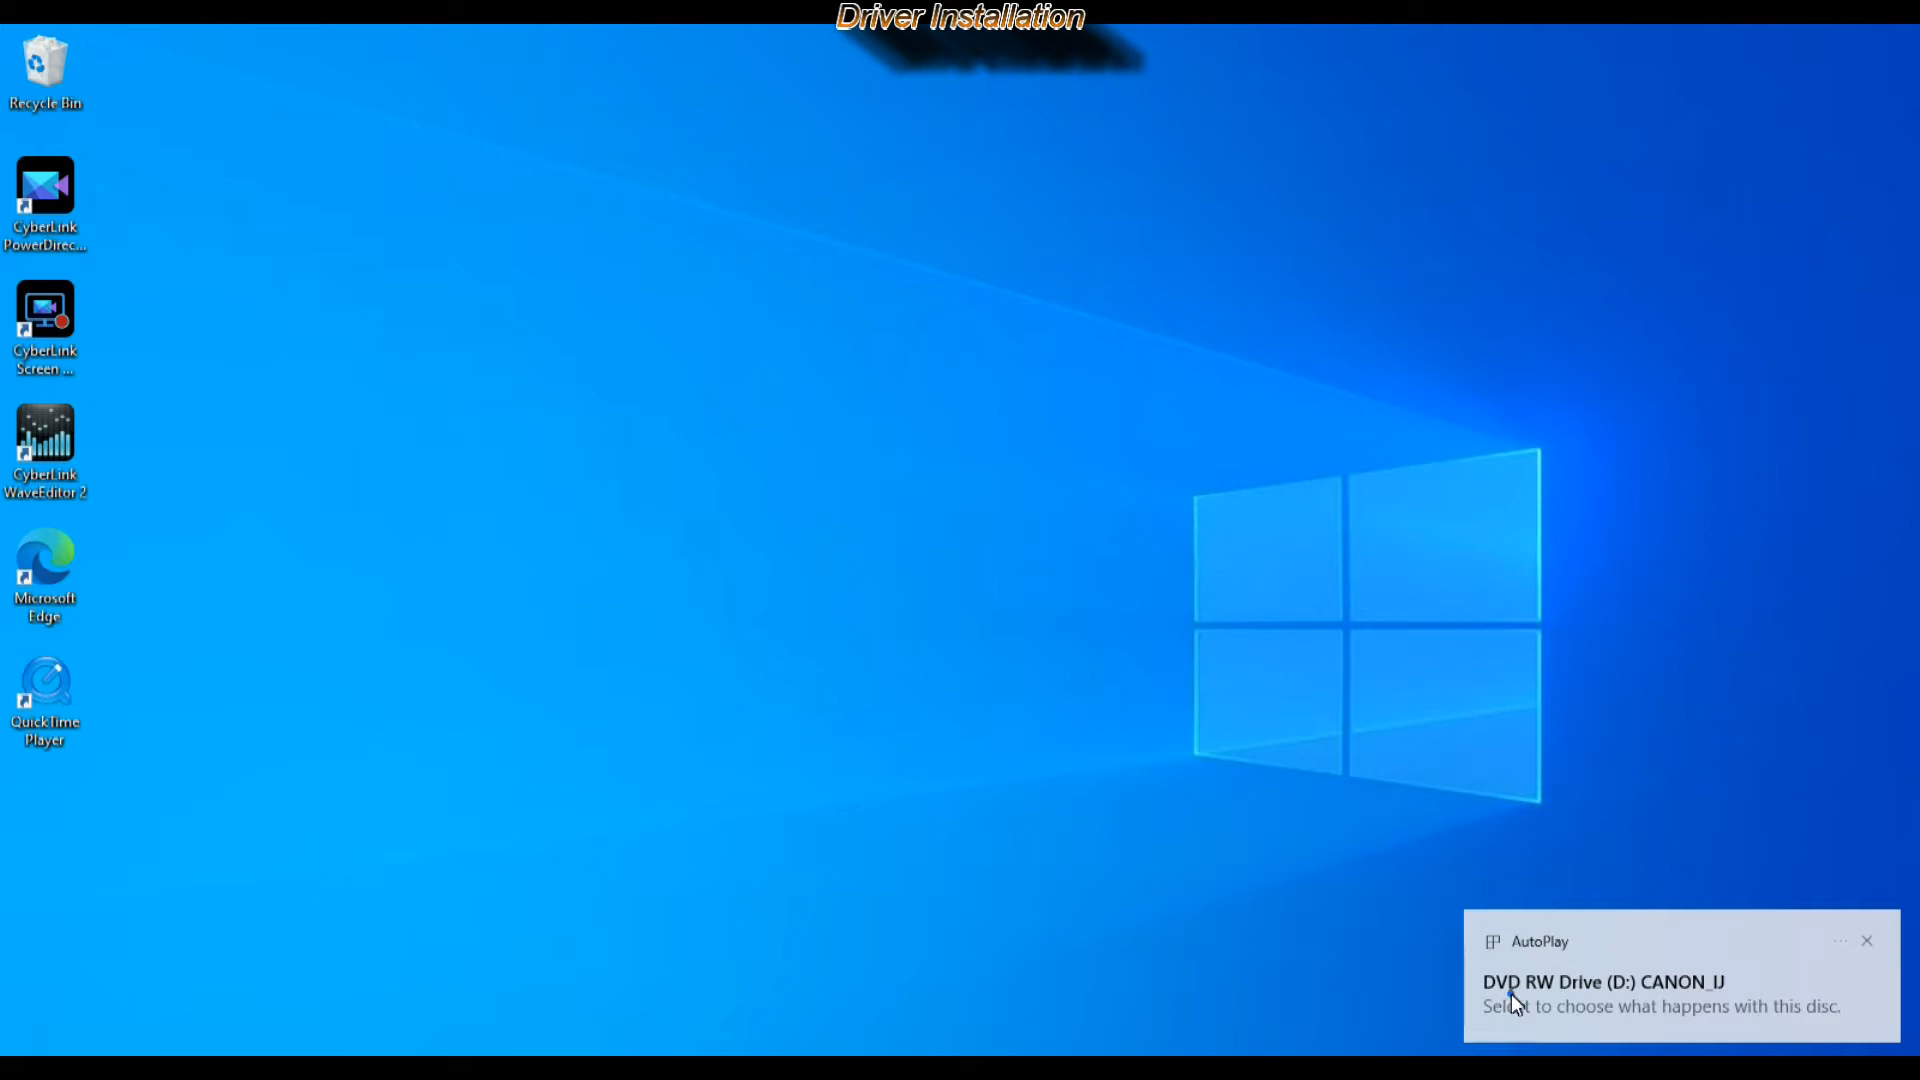 Driver Installation
Recycle Bin
CyberLink
PowerDirec...
CyberLink
Screen ...
CyberLink
WaveEditor 2
Microsoft
Edge
QuickTime
Player
AutoPlay
DVD RW Drive (D:) CANON_IJ
Select to choose what happens with this disc.